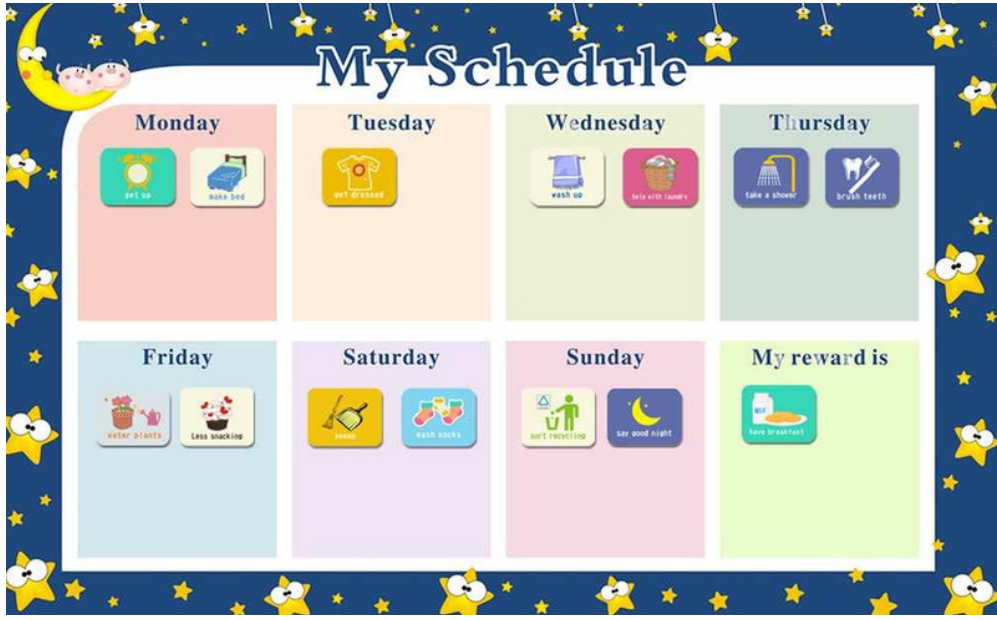 My Schedule
Monday
Tuesday
Wednesday
Thursday
get up
make bed
get dressed
wash up
help with laundry
take a shower
brush teeth
Friday
Saturday
Sunday
My reward is
water plants
Less snacking
sweep
wash socks
sort recycling
say good night
MILK
have breakfast